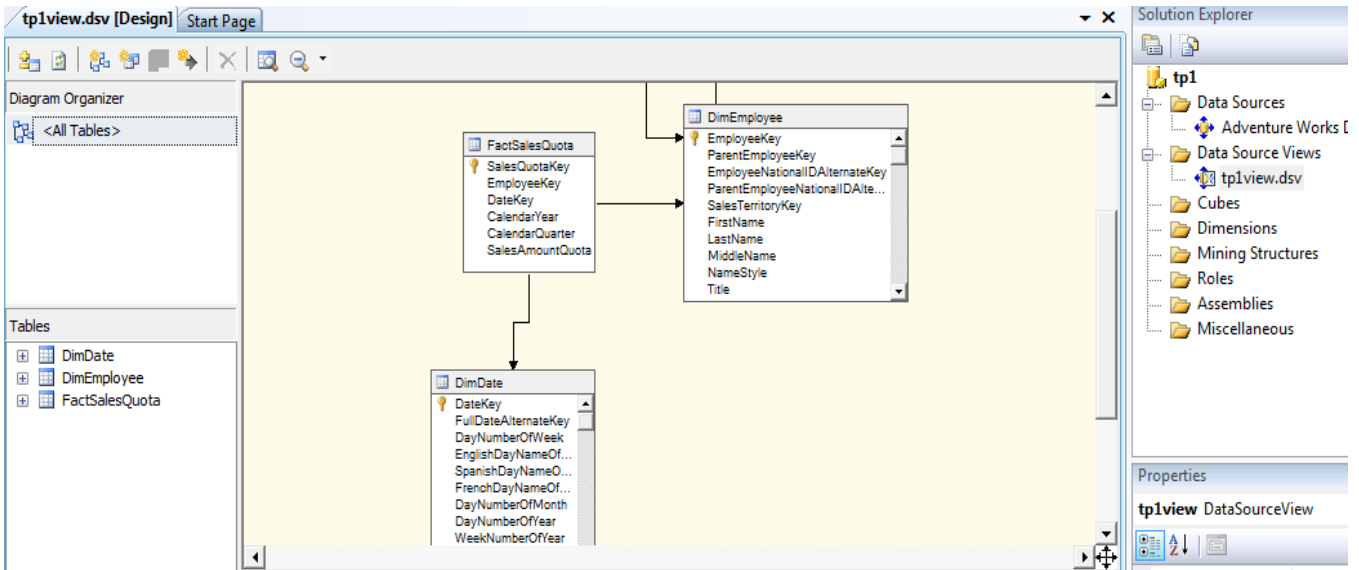 tp1view.dsv [Design] Start Page
Diagram Organizer
<All Tables>
Tables
DimDate
DimEmployee
FactSalesQuota
FactSalesQuota
SalesQuotaKey
EmployeeKey
DateKey
CalendarYear
CalendarQuarter
SalesAmountQuota
DimEmployee
EmployeeKey
ParentEmployeeKey
EmployeeNationalIDAlternateKey
ParentEmployeeNationalIDAlte...
SalesTerritoryKey
FirstName
LastName
MiddleName
NameStyle
Title
DimDate
DateKey
FullDateAlternateKey
DayNumberOfWeek
EnglishDayNameOf...
SpanishDayNameO...
FrenchDayNameOf...
DayNumberOfMonth
DayNumberOfYear
WeekNumberOfYear
Solution Explorer
tp1
Data Sources
Adventure Works D
Data Source Views
tp1view.dsv
Cubes
Dimensions
Mining Structures
Roles
Assemblies
Miscellaneous
Properties
tp1view DataSourceView